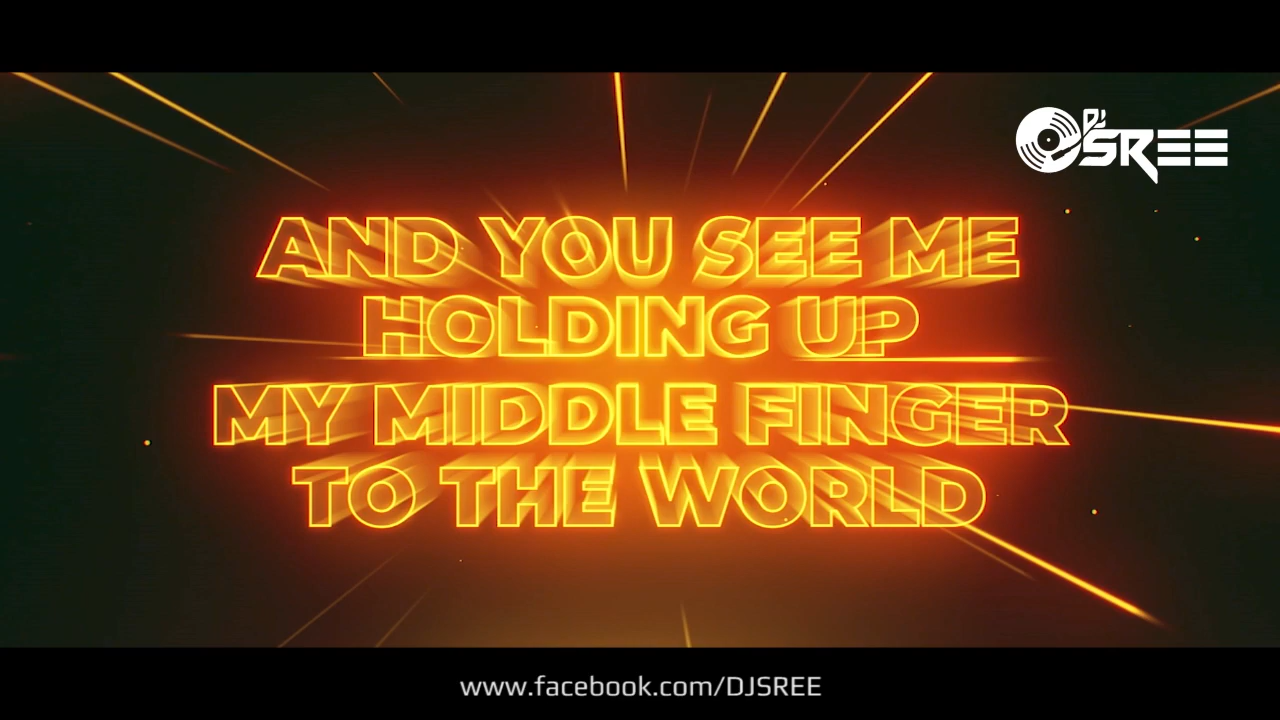 DJ
SREE
AND YOU SEE ME
HOLDING UP
MY MIDDLE FINGER
TO THE WORLD
www.facebook.com/DJSREE